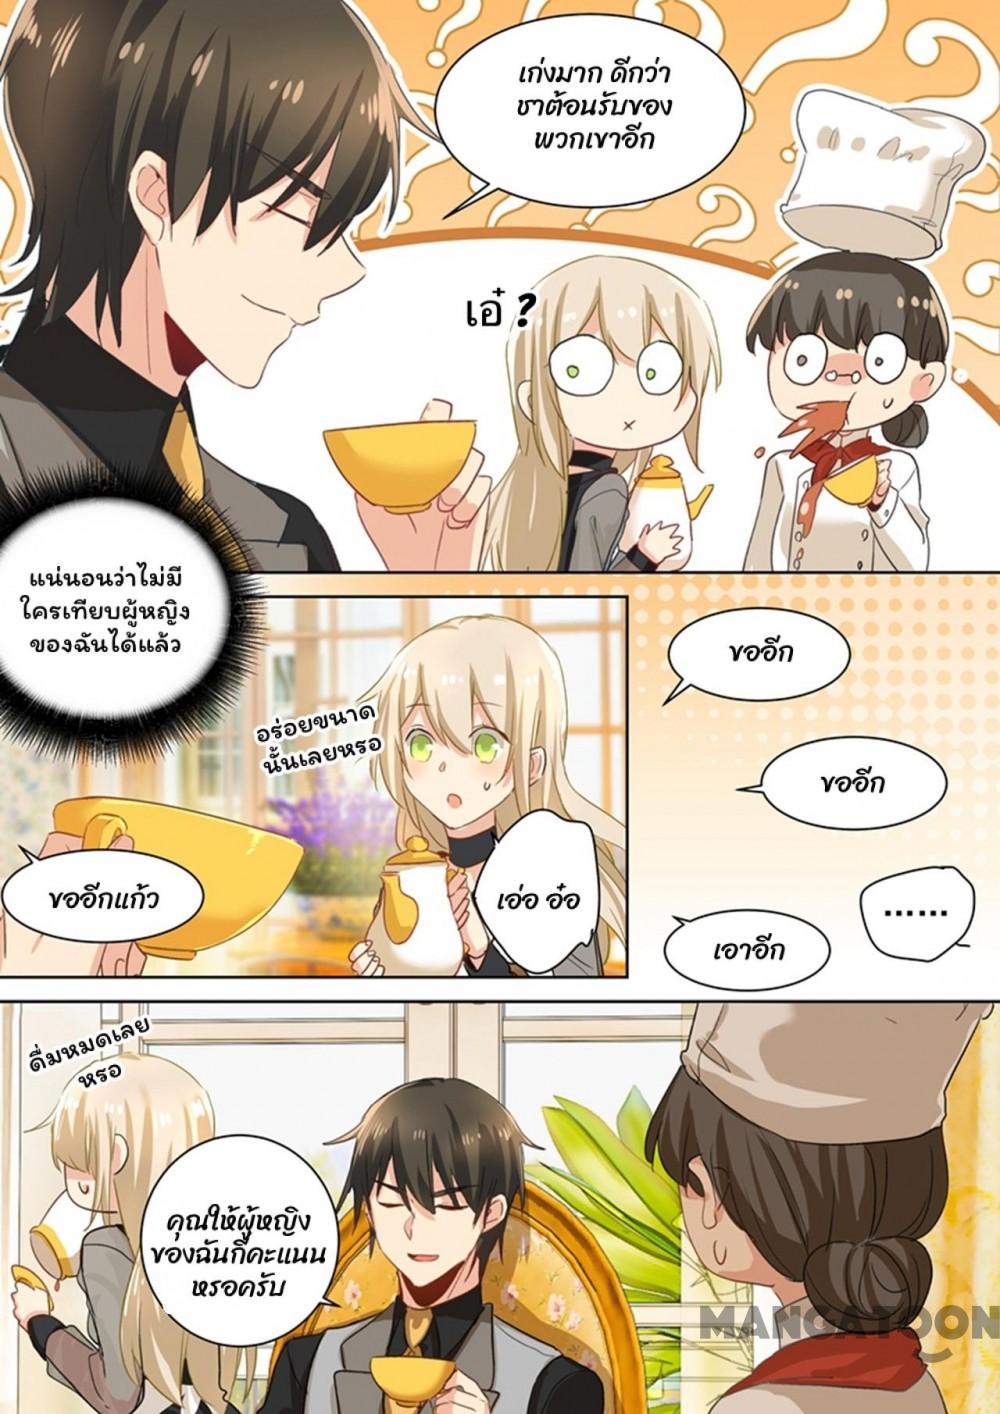 เก่งมาก ดีกว่า
ชาต้อนรับของ
พวกเขาอีก
เอ๋ ?
แน่นอนว่าไม่มี
ใครเทียบผู้หญิง
ของฉันได้แล้ว
ขออีก
อร่อยขนาด
นั้นเลยหรอ
ขออีก
ขออีกแก้ว
เอ่อ อ๋อ
......
เอาอีก
ดื่มหมดเลย
หรอ
คุณให้ผู้หญิง
ของฉันกี่คะแนน
หรอครับ
MANGATOON